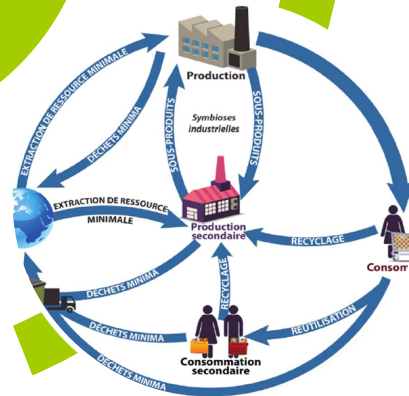 EXTRACTION DE RESSOURCE MINIMALE
Production
DÉCHETS MINIMA
SOUS-PRODUITS
Symbioses
industrielles
SOUS-PRODUITS
EXTRACTION DE RESSOURCE
MINIMALE
Production
secondaire
RECYCLAGE
Consom
DÉCHETS MINIMA
RECYCLAGE
RÉUTILISATION
DÉCHETS MINIMA
Consommation
secondaire
DÉCHETS MINIMA